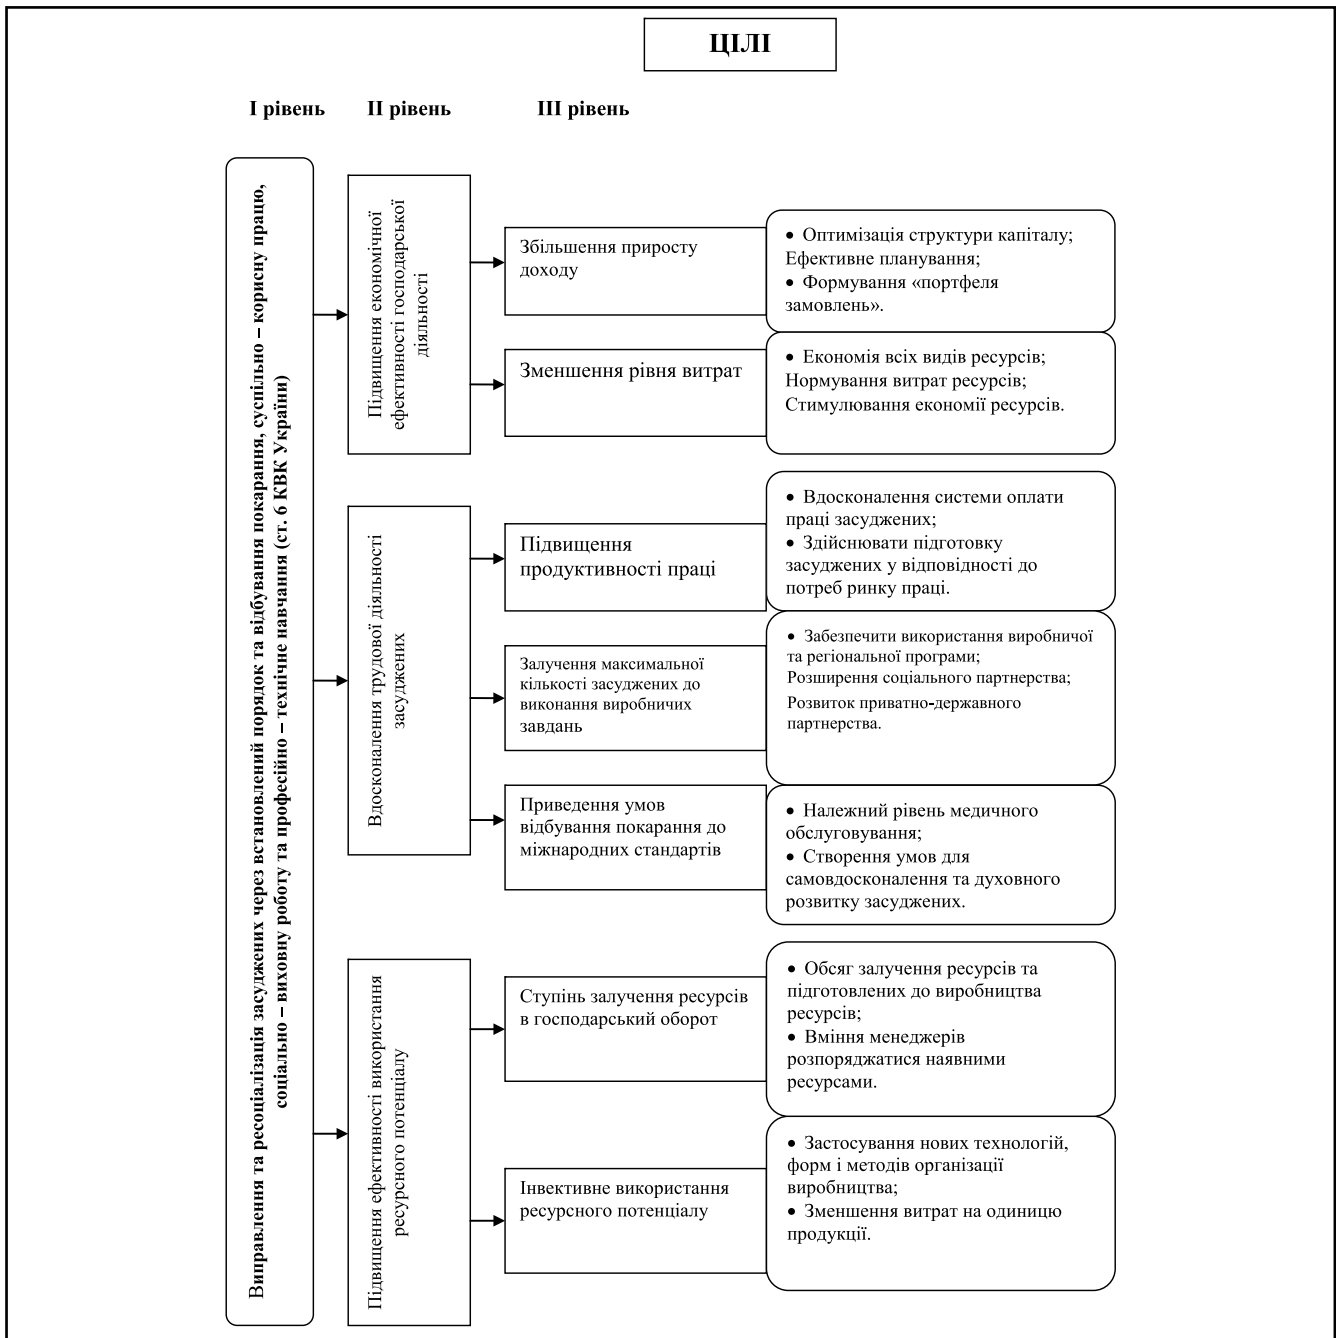 ЦІЛІ
І рівень
ІІ рівень
ІІІ рівень
Виправлення та ресоціалізація засуджених через встановлений порядок та відбування покарання, суспільно – корисну працю,
соціально – виховну роботу та професійно – технічне навчання (ст. 6 КВК України)
Підвищення економічної
ефективності господарської
діяльності
Збільшення приросту
доходу
• Оптимізація структури капіталу;
Ефективне планування;
• Формування «портфеля
замовлень».
Зменшення рівня витрат
• Економія всіх видів ресурсів;
Нормування витрат ресурсів;
Стимулювання економії ресурсів.
Вдосконалення трудової діяльності
засуджених
Підвищення
продуктивності праці
• Вдосконалення системи оплати
праці засуджених;
• Здійснювати підготовку
засуджених у відповідності до
потреб ринку праці.
Залучення максимальної
кількості засуджених до
виконання виробничих
завдань
• Забезпечити використання виробничої
та регіональної програми;
Розширення соціального партнерства;
Розвиток приватно-державного
партнерства.
Приведення умов
відбування покарання до
міжнародних стандартів
• Належний рівень медичного
обслуговування;
• Створення умов для
самовдосконалення та духовного
розвитку засуджених.
Підвищення ефективності використання
ресурсного потенціалу
Ступінь залучення ресурсів
в господарський оборот
• Обсяг залучення ресурсів та
підготовлених до виробництва
ресурсів;
• Вміння менеджерів
розпоряджатися наявними
ресурсами.
Інвективне використання
ресурсного потенціалу
• Застосування нових технологій,
форм і методів організації
виробництва;
• Зменшення витрат на одиницю
продукції.